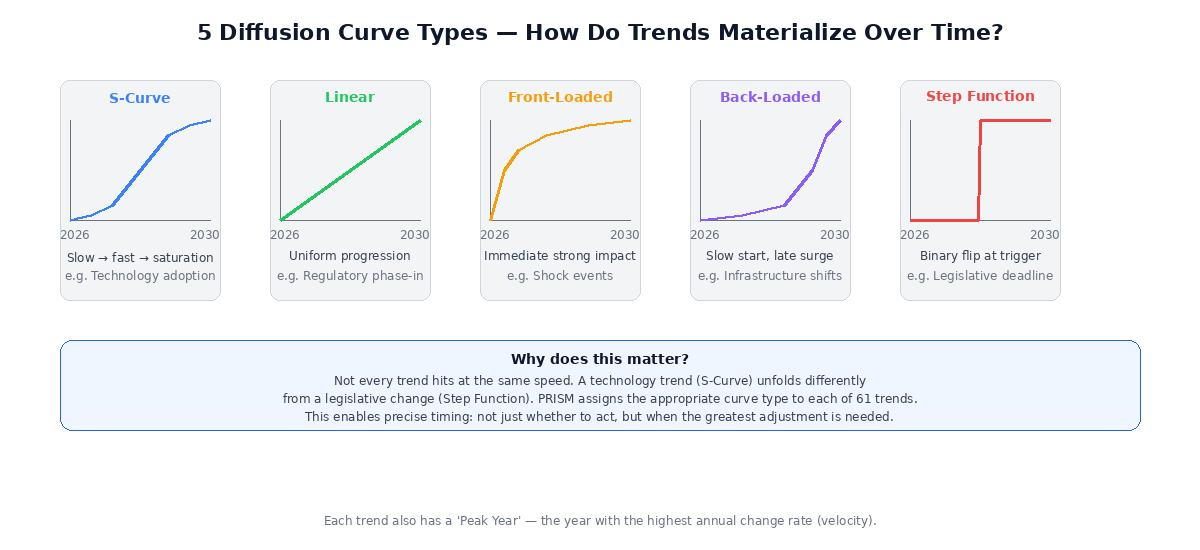 5 Diffusion Curve Types — How Do Trends Materialize Over Time?
S-Curve
2026 2030
Slow → fast → saturation
e.g. Technology adoption
Linear
2026 2030
Uniform progression
e.g. Regulatory phase-in
Front-Loaded
2026 2030
Immediate strong impact
e.g. Shock events
Back-Loaded
2026 2030
Slow start, late surge
e.g. Infrastructure shifts
Step Function
2026 2030
Binary flip at trigger
e.g. Legislative deadline
Why does this matter?
Not every trend hits at the same speed. A technology trend (S-Curve) unfolds differently
from a legislative change (Step Function). PRISM assigns the appropriate curve type to each of 61 trends.
This enables precise timing: not just whether to act, but when the greatest adjustment is needed.
Each trend also has a 'Peak Year' — the year with the highest annual change rate (velocity).